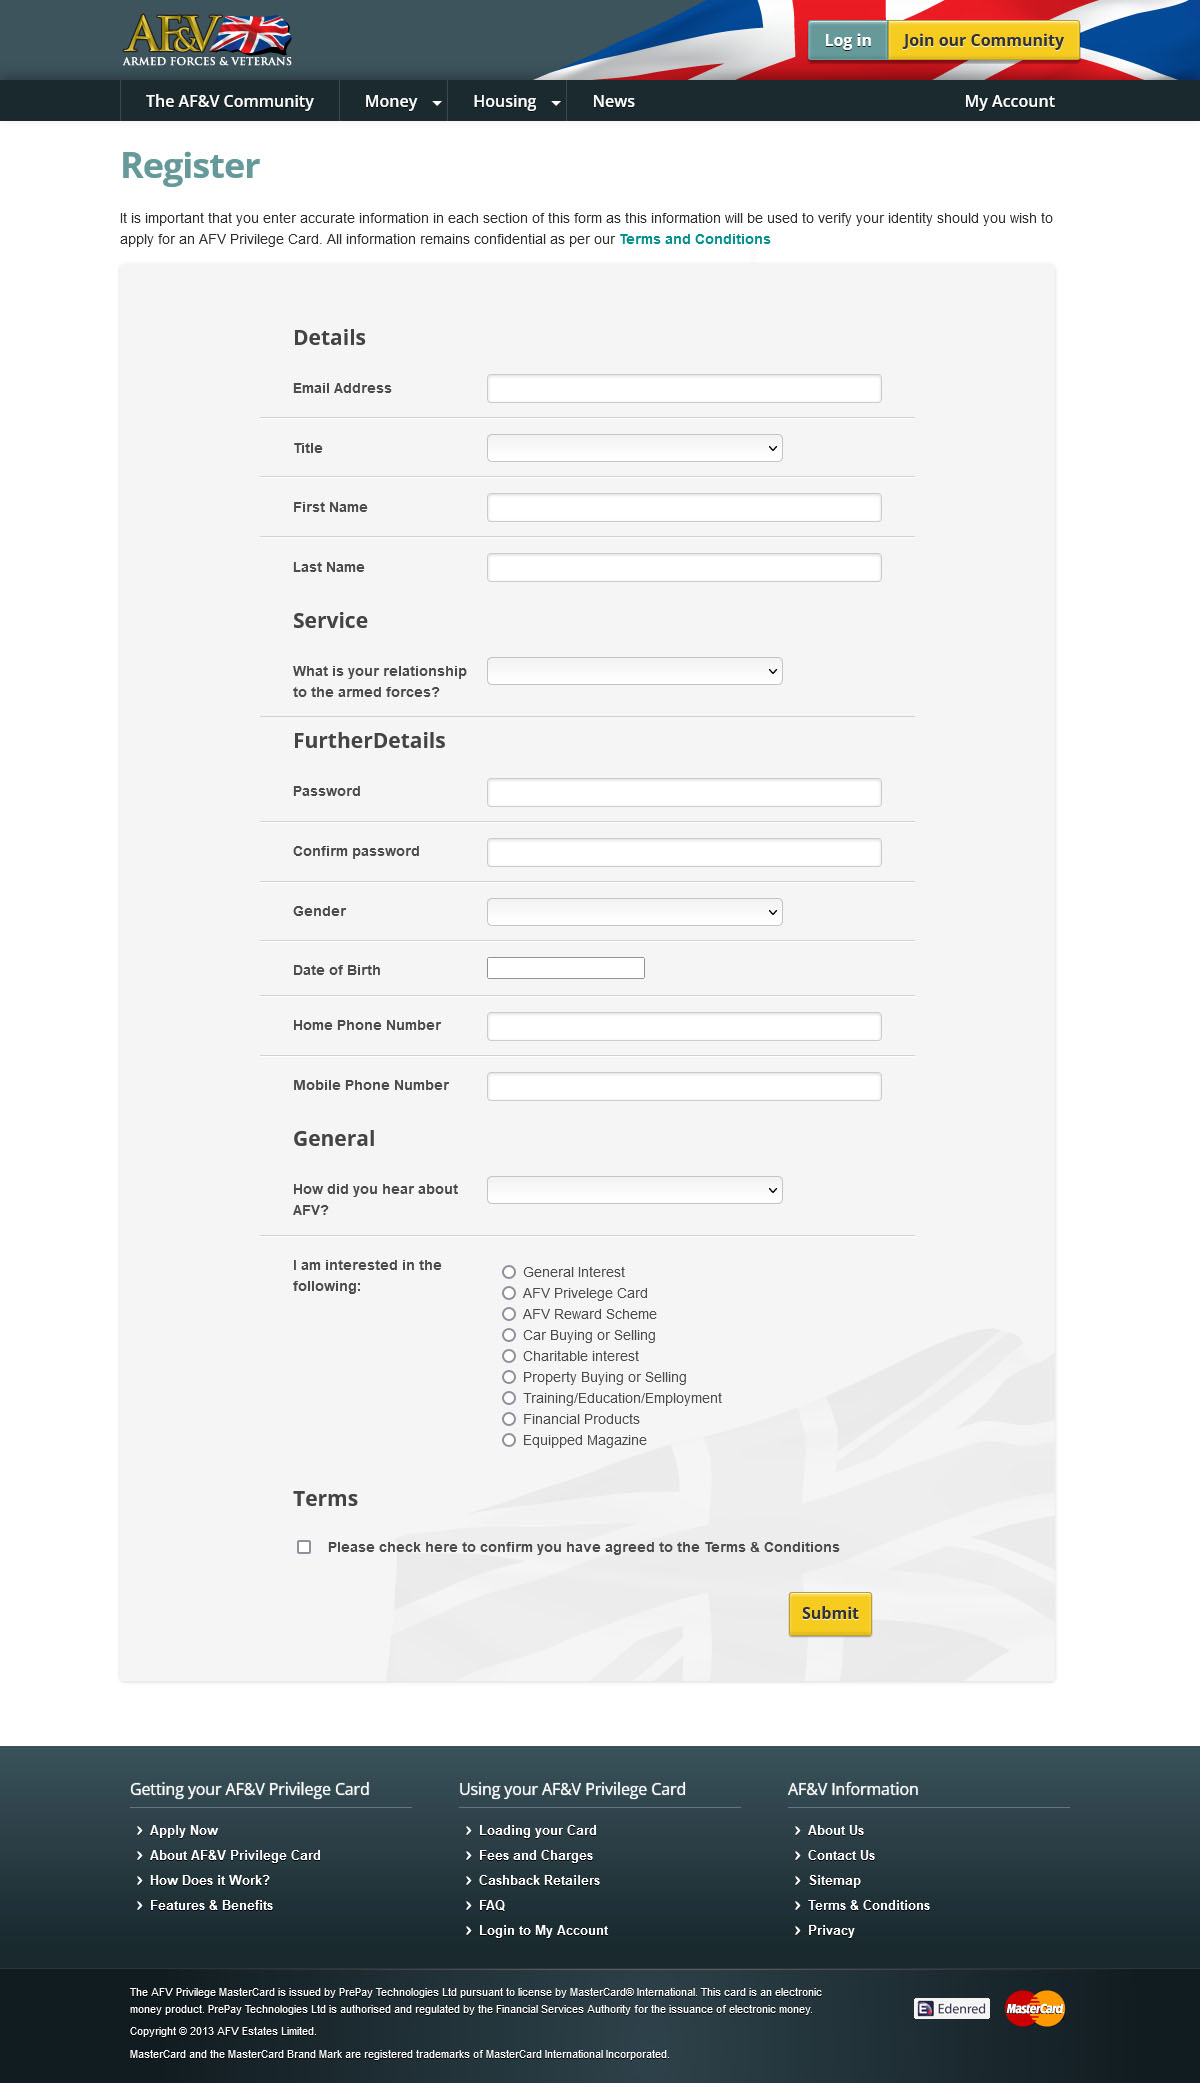 AF&V
ARMED FORCES & VETERANS
Log in
Join our Community
The AF&V Community
Money
Housing
News
My Account
Register
It is important that you enter accurate information in each section of this form as this information will be used to verify your identity should you wish to
apply for an AFV Privilege Card. All information remains confidential as per our Terms and Conditions
Details
Email Address
Title
First Name
Last Name
Service
What is your relationship
to the armed forces?
FurtherDetails
Password
Confirm password
Gender
Date of Birth
Home Phone Number
Mobile Phone Number
General
How did you hear about
AFV?
I am interested in the
following:
General Interest
AFV Privelege Card
AFV Reward Scheme
Car Buying or Selling
Charitable interest
Property Buying or Selling
Training/Education/Employment
Financial Products
Equipped Magazine
Terms
Please check here to confirm you have agreed to the Terms & Conditions
Submit
Getting your AF&V Privilege Card
Apply Now
About AF&V Privilege Card
How Does it Work?
Features & Benefits
Using your AF&V Privilege Card
Loading your Card
Fees and Charges
Cashback Retailers
FAQ
Login to My Account
AF&V Information
About Us
Contact Us
Sitemap
Terms & Conditions
Privacy
The AFV Privilege MasterCard is issued by PrePay Technologies Ltd pursuant to license by MasterCard® International. This card is an electronic
money product. PrePay Technologies Ltd is authorised and regulated by the Financial Services Authority for the issuance of electronic money.
Copyright © 2013 AFV Estates Limited.
MasterCard and the MasterCard Brand Mark are registered trademarks of MasterCard International Incorporated.
Edenred
MasterCard